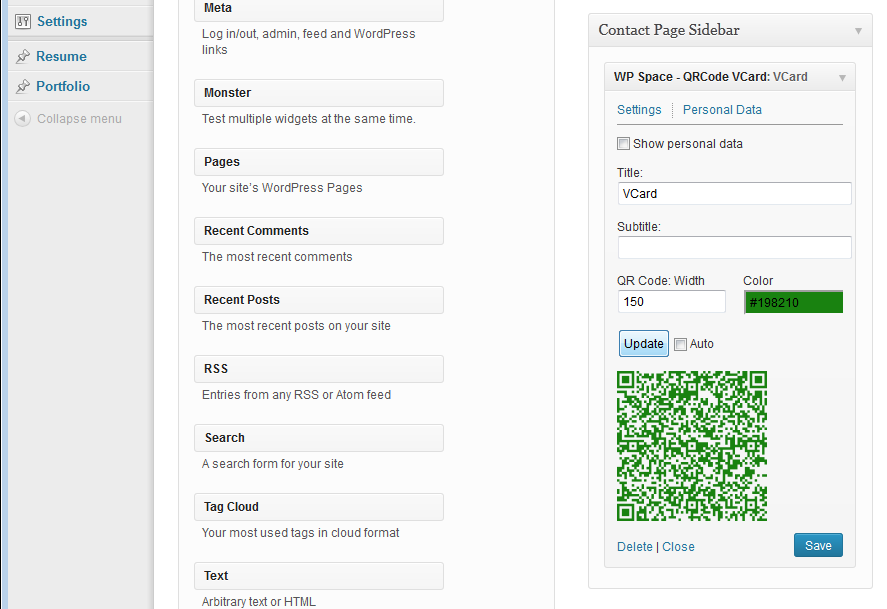 Settings
Resume
Portfolio
Collapse menu
Meta
Log in/out, admin, feed and WordPress
links
Monster
Test multiple widgets at the same time.
Pages
Your site's WordPress Pages
Recent Comments
The most recent comments
Recent Posts
The most recent posts on your site
RSS
Entries from any RSS or Atom feed
Search
A search form for your site
Tag Cloud
Your most used tags in cloud format
Text
Arbitrary text or HTML
Contact Page Sidebar
WP Space - QRCode VCard: VCard
Settings Personal Data
Show personal data
Title:
VCard
Subtitle:
QR Code: Width Color
150 #198210
Update Auto
Delete | Close Save